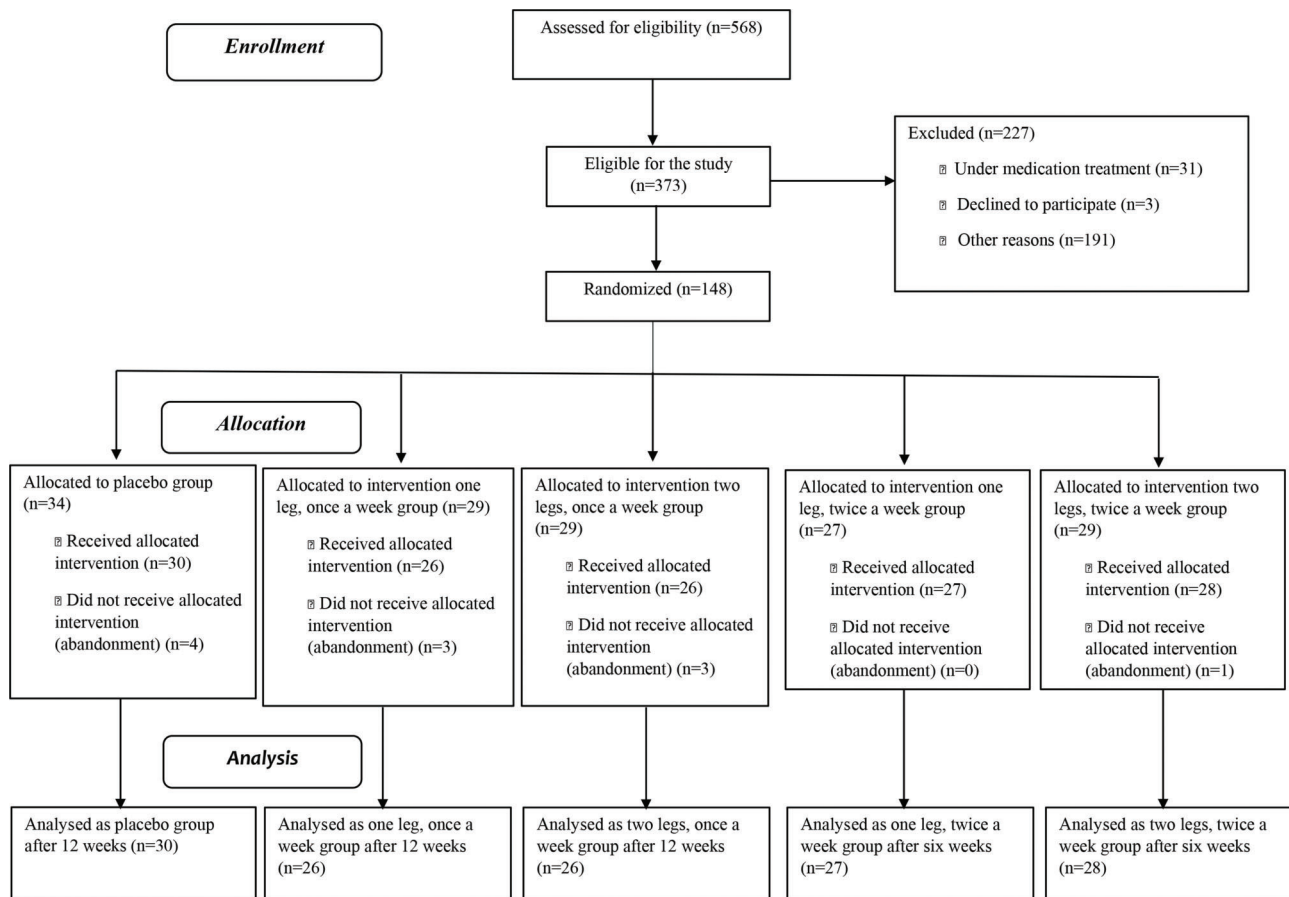 Enrollment
Assessed for eligibility (n=568)
Eligible for the study
(n=373)
Excluded (n=227)
⍰ Under medication treatment (n=31)
⍰ Declined to participate (n=3)
⍰ Other reasons (n=191)
Randomized (n=148)
Allocation
Allocated to placebo group
(n=34)
⍰ Received allocated
intervention (n=30)
⍰ Did not receive allocated
intervention
(abandonment) (n=4)
Allocated to intervention one
leg, once a week group (n=29)
⍰ Received allocated
intervention (n=26)
⍰ Did not receive allocated
intervention
(abandonment) (n=3)
Allocated to intervention two
legs, once a week group
(n=29)
⍰ Received allocated
intervention (n=26)
⍰ Did not receive allocated
intervention
(abandonment) (n=3)
Allocated to intervention one
leg, twice a week group
(n=27)
⍰ Received allocated
intervention (n=27)
⍰ Did not receive
allocated intervention
(abandonment) (n=0)
Allocated to intervention two
legs, twice a week group
(n=29)
⍰ Received allocated
intervention (n=28)
⍰ Did not receive
allocated intervention
(abandonment) (n=1)
Analysis
Analysed as placebo group
after 12 weeks (n=30)
Analysed as one leg, once a
week group after 12 weeks
(n=26)
Analysed as two legs, once a
week group after 12 weeks
(n=26)
Analysed as one leg, twice a
week group after six weeks
(n=27)
Analysed as two legs, twice a
week group after six weeks
(n=28)